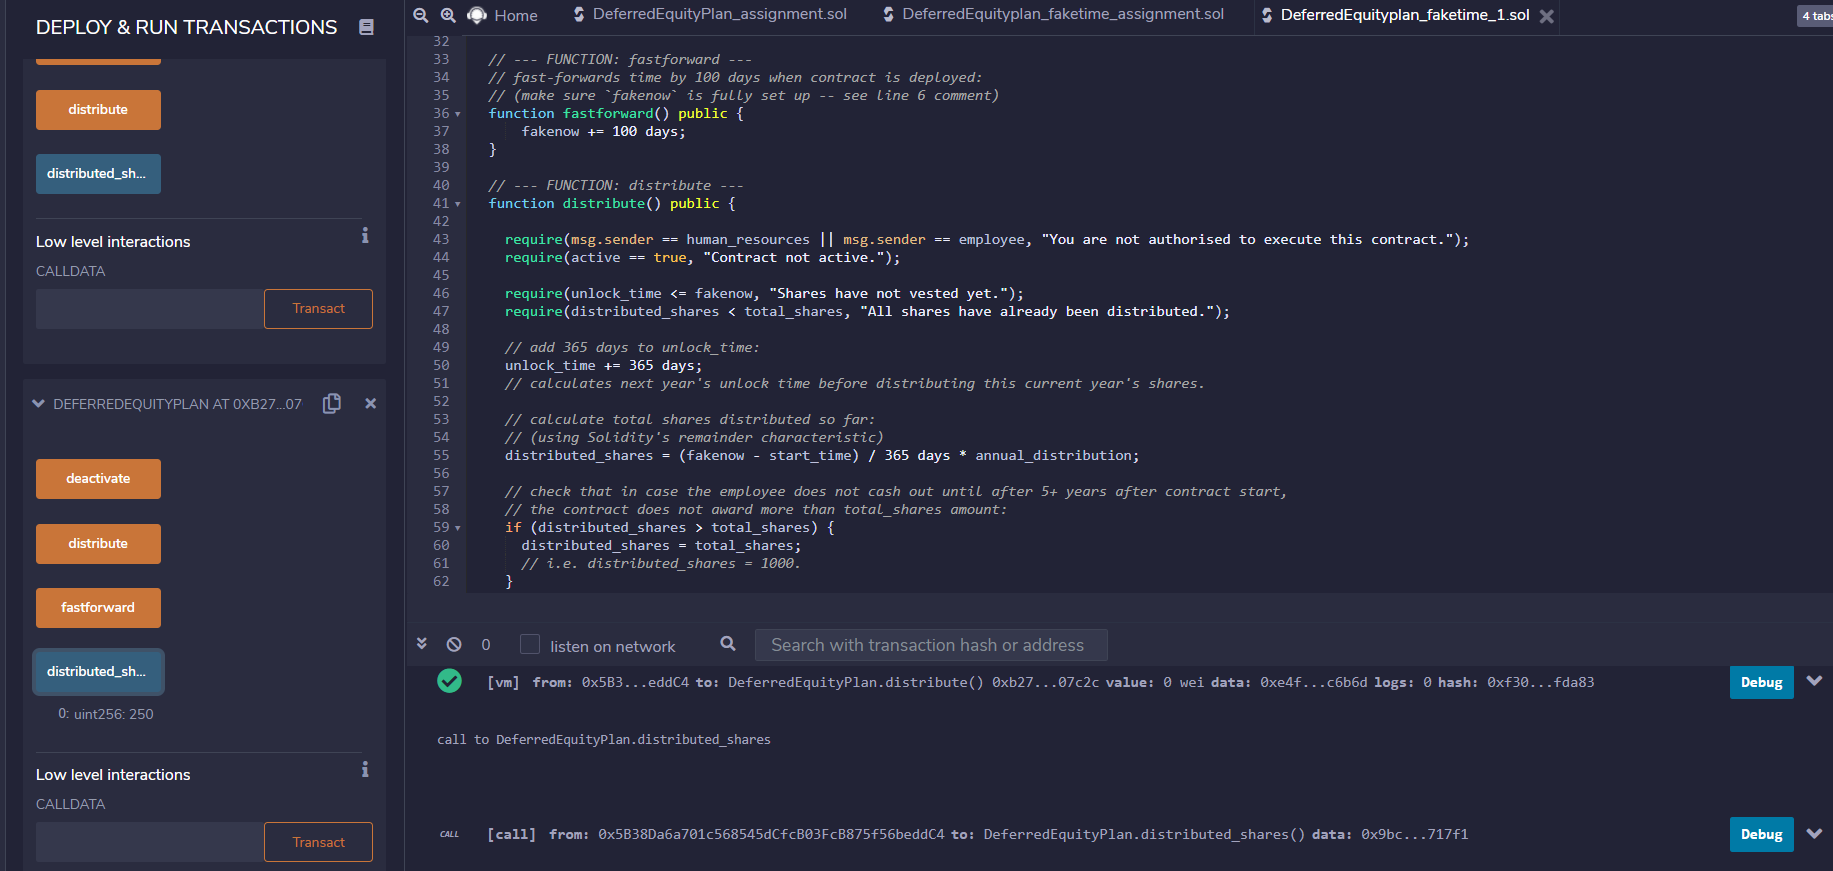 DEPLOY & RUN TRANSACTIONS
distribute
distributed_sh...
Low level interactions
CALLDATA
Transact
DEFERREDEQUITYPLAN AT 0XB27...07
deactivate
distribute
fastforward
distributed_sh...
0: uint256: 250
Low level interactions
CALLDATA
Transact
Home
DeferredEquityPlan_assignment.sol
DeferredEquityplan_faketime_assignment.sol
DeferredEquityplan_faketime_1.sol
4 tabs
32
33 // --- FUNCTION: fastforward ---
34 // fast-forwards time by 100 days when contract is deployed:
35 // (make sure `fakenow` is fully set up -- see line 6 comment)
36 function fastforward() public {
37 fakenow += 100 days;
38 }
39
40 // --- FUNCTION: distribute ---
41 function distribute() public {
42
43 require(msg.sender == human_resources || msg.sender == employee, "You are not authorised to execute this contract.");
44 require(active == true, "Contract not active.");
45
46 require(unlock_time <= fakenow, "Shares have not vested yet.");
47 require(distributed_shares < total_shares, "All shares have already been distributed.");
48
49 // add 365 days to unlock_time:
50 unlock_time += 365 days;
51 // calculates next year's unlock time before distributing this current year's shares.
52
53 // calculate total shares distributed so far:
54 // (using Solidity's remainder characteristic)
55 distributed_shares = (fakenow - start_time) / 365 days * annual_distribution;
56
57 // check that in case the employee does not cash out until after 5+ years after contract start,
58 // the contract does not award more than total_shares amount:
59 if (distributed_shares > total_shares) {
60 distributed_shares = total_shares;
61 // i.e. distributed_shares = 1000.
62 }
0
listen on network
Search with transaction hash or address
[vm] from: 0x5B3...eddC4 to: DeferredEquityPlan.distribute() 0xb27...07c2c value: 0 wei data: 0xe4f...c6b6d logs: 0 hash: 0xf30...fda83
Debug
call to DeferredEquityPlan.distributed_shares
CALL [call] from: 0x5B38Da6a701c568545dCfcB03FcB875f56beddC4 to: DeferredEquityPlan.distributed_shares() data: 0x9bc...717f1
Debug